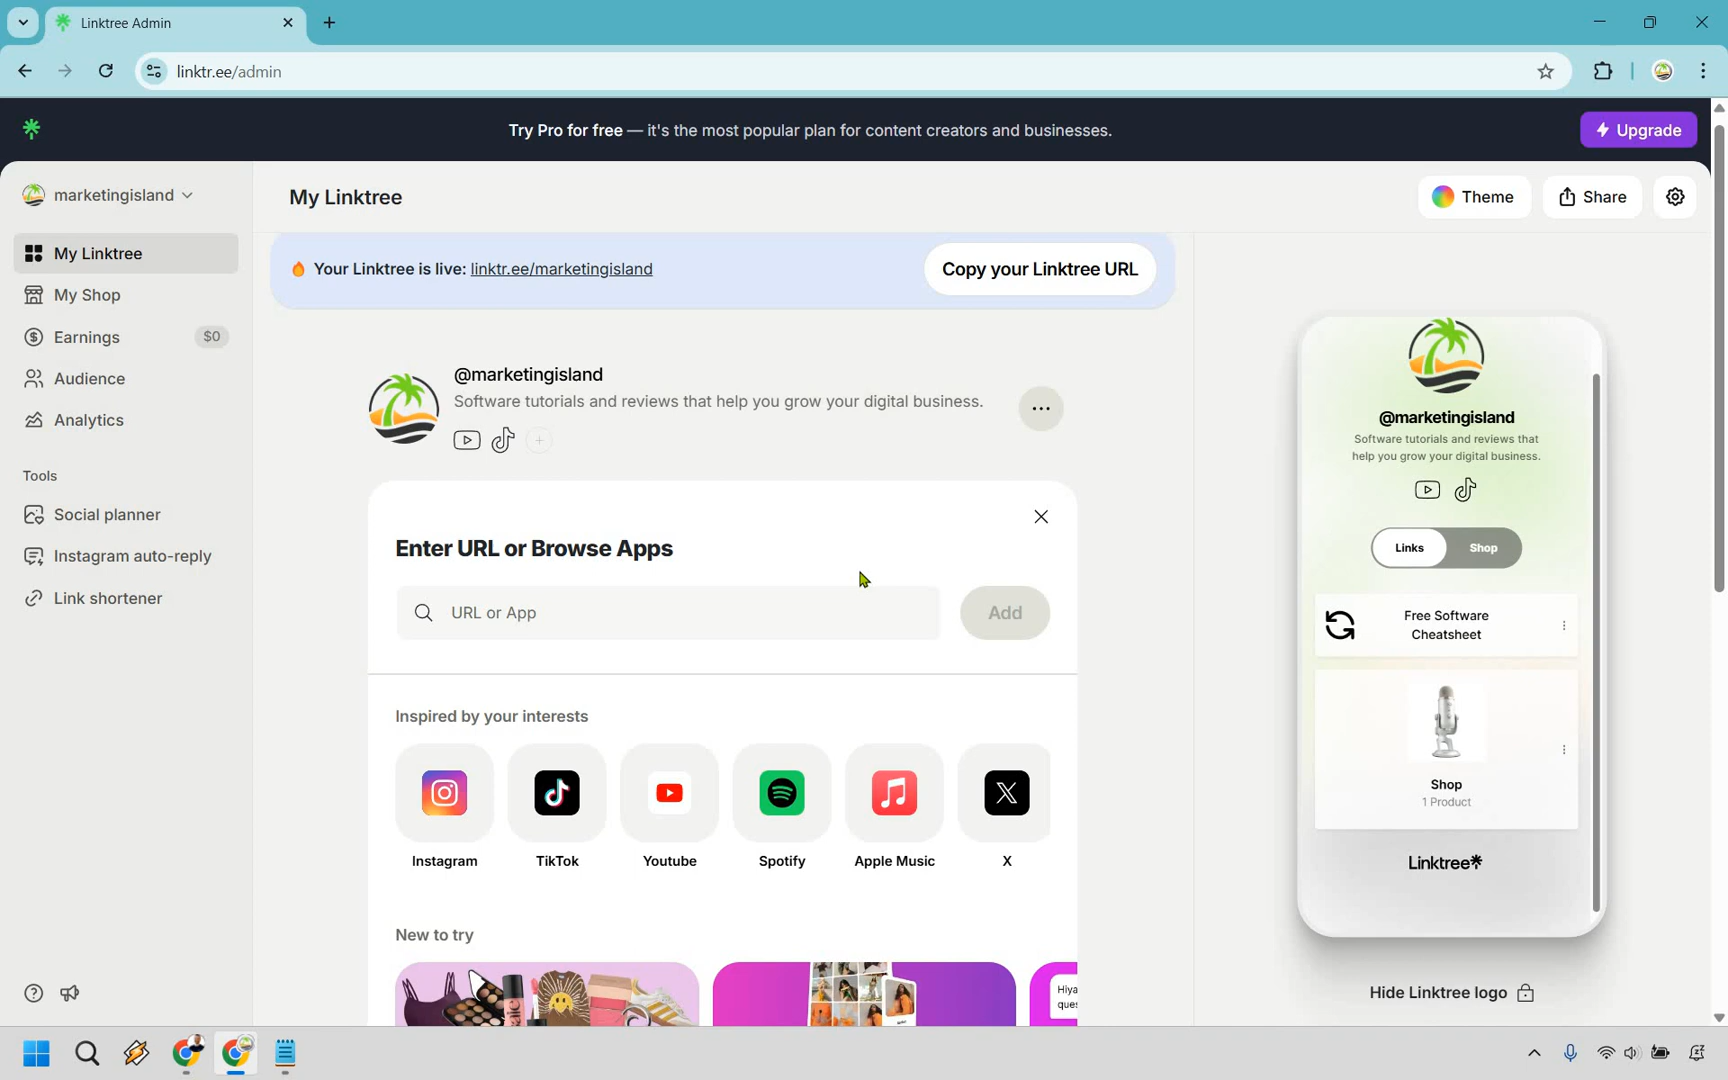 Linktree Admin
linktr.ee/admin
Try Pro for free — it's the most popular plan for content creators and businesses.
Upgrade
marketingisland
My Linktree
Theme
Share
My Linktree
My Shop
Earnings
$0
Audience
Analytics
Tools
Social planner
Instagram auto-reply
Link shortener
Your Linktree is live: linktr.ee/marketingisland
Copy your Linktree URL
@marketingisland
Software tutorials and reviews that help you grow your digital business.
Enter URL or Browse Apps
URL or App
Add
Inspired by your interests
Instagram
TikTok
Youtube
Spotify
Apple Music
X
New to try
Hiya
ques
@marketingisland
Software tutorials and reviews that
help you grow your digital business.
Links
Shop
Free Software
Cheatsheet
Shop
1 Product
Linktree
Hide Linktree logo